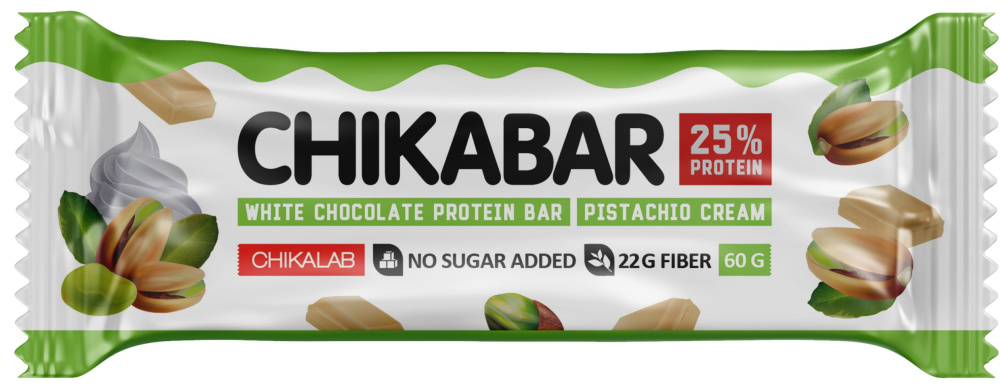 CHIKABAR
25%
PROTEIN
WHITE CHOCOLATE PROTEIN BAR PISTACHIO CREAM
CHIKALAB NO SUGAR ADDED 22G FIBER 60 G